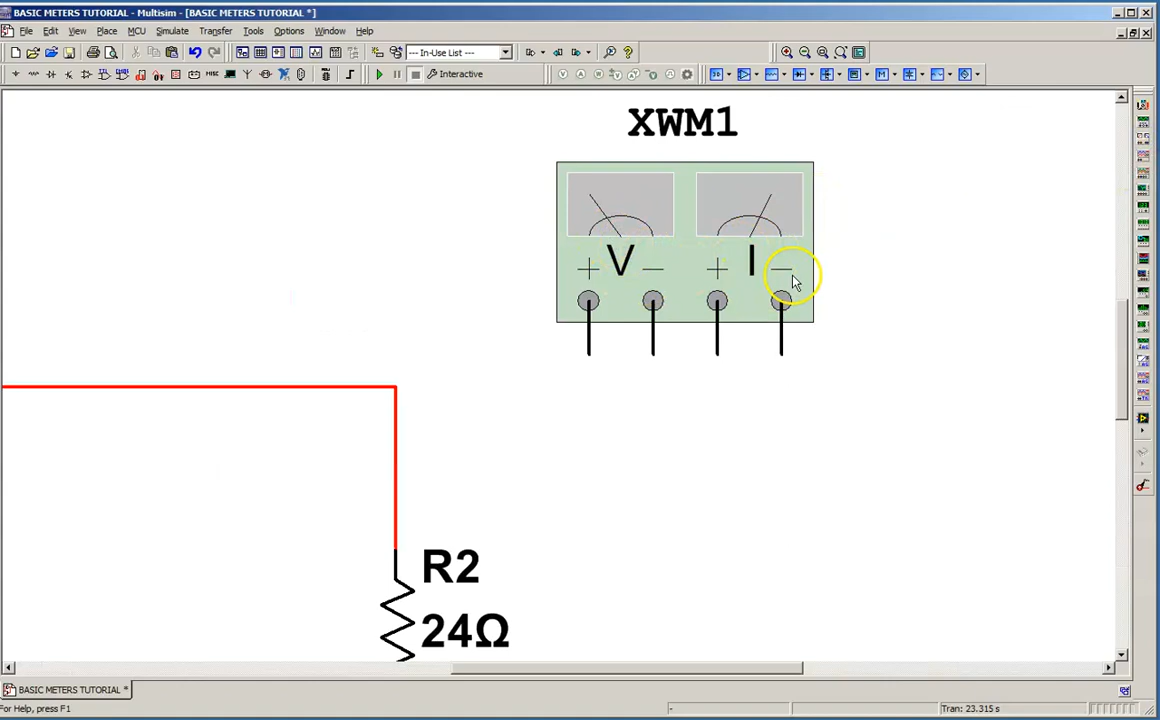 BASIC METERS TUTORIAL - Multisim - [BASIC METERS TUTORIAL *]
File Edit View Place MCU Simulate Transfer Tools Options Window Help
--- In-Use List ---
MISC Interactive
XWM1
V I
+ − + −
R2
24Ω
BASIC METERS TUTORIAL *
For Help, press F1 - Tran: 23.315 s